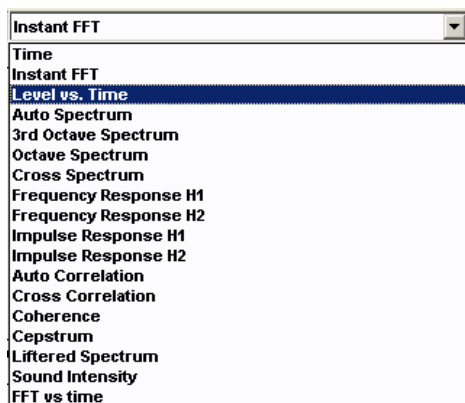 Instant FFT
Time
Instant FFT
Level vs. Time
Auto Spectrum
3rd Octave Spectrum
Octave Spectrum
Cross Spectrum
Frequency Response H1
Frequency Response H2
Impulse Response H1
Impulse Response H2
Auto Correlation
Cross Correlation
Coherence
Cepstrum
Liftered Spectrum
Sound Intensity
FFT vs time